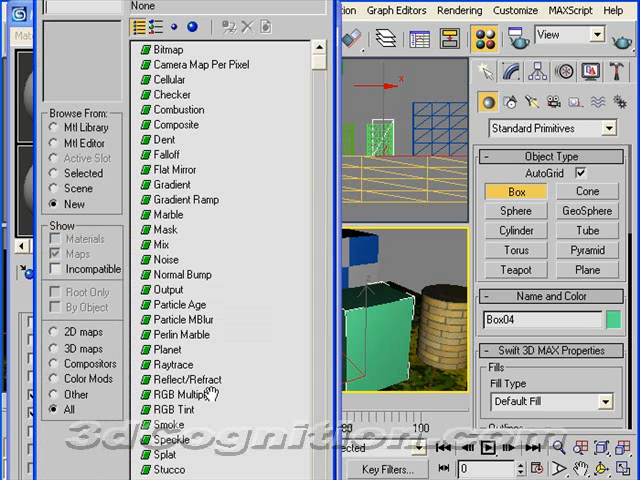 None
Graph Editors Rendering Customize MAXScript Help
Mate
View
Bitmap
Camera Map Per Pixel
Cellular
Checker
Combustion
Composite
Dent
Falloff
Flat Mirror
Gradient
Gradient Ramp
Marble
Mask
Mix
Noise
Normal Bump
Output
Particle Age
Particle MBlur
Perlin Marble
Planet
Raytrace
Reflect/Refract
RGB Multiply
RGB Tint
Smoke
Speckle
Splat
Stucco
Browse From:
Mtl Library
Mtl Editor
Active Slot
Selected
Scene
New
Show
Materials
Maps
Incompatible
Root Only
By Object
2D maps
3D maps
Compositors
Color Mods
Other
All
x
Standard Primitives
- Object Type
AutoGrid
Box Cone
Sphere GeoSphere
Cylinder Tube
Torus Pyramid
Teapot Plane
- Name and Color
Box04
- Swift 3D MAX Properties
Fills
Fill Type
Default Fill
Outlines
100
3dcognition.com
Key Filters...
0